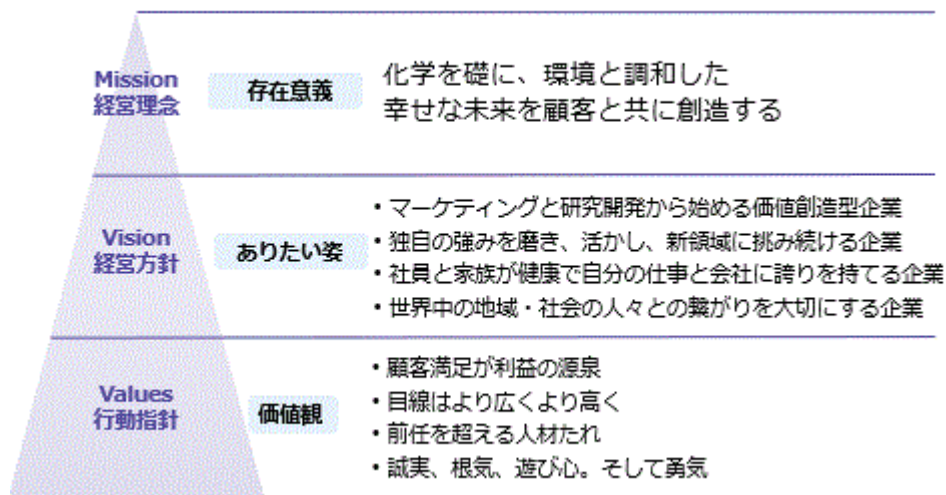 Mission
経営理念
存在意義
化学を礎に、環境と調和した
幸せな未来を顧客と共に創造する
Vision
経営方針
ありたい姿
・マーケティングと研究開発から始める価値創造型企業
・独自の強みを磨き、活かし、新領域に挑み続ける企業
・社員と家族が健康で自分の仕事と会社に誇りを持てる企業
・世界中の地域・社会の人々との繋がりを大切にする企業
Values
行動指針
価値観
・顧客満足が利益の源泉
・目線はより広くより高く
・前任を超える人材たれ
・誠実、根気、遊び心。そして勇気